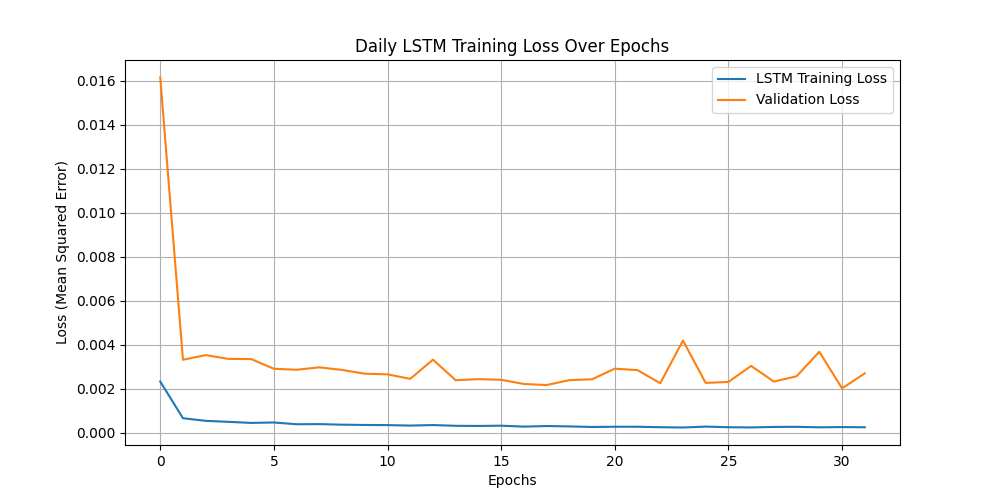 Daily LSTM Training Loss Over Epochs
LSTM Training Loss
Validation Loss
Loss (Mean Squared Error)
0.016
0.014
0.012
0.010
0.008
0.006
0.004
0.002
0.000
0 5 10 15 20 25 30
Epochs